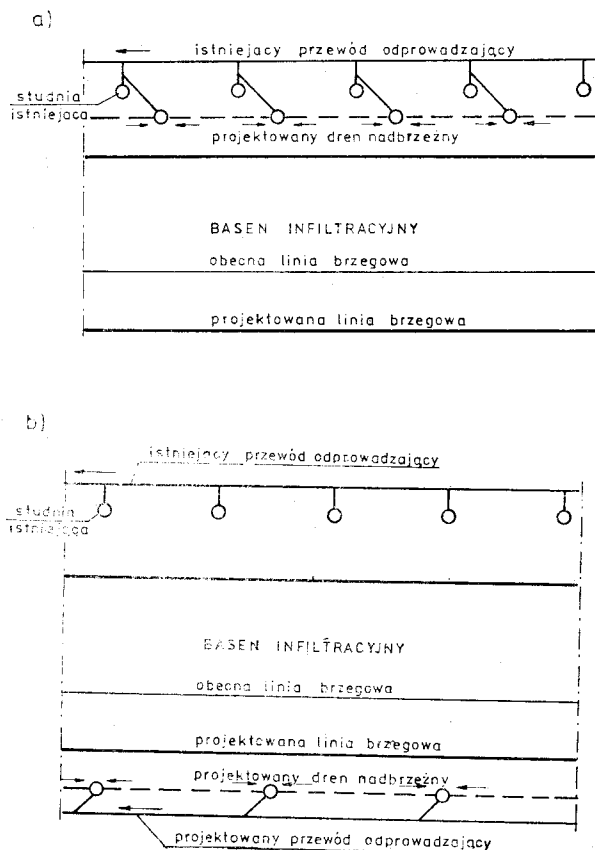 a)
istniejacy przewód odprowadzający
studnia
istniejąca
projektowany dren nadbrzeżny
BASEN INFILTRACYJNY
obecna linia brzegowa
projektowana linia brzegowa
b)
istniejący przewód odprowadzający
studnia
istniejąca
BASEN INFILTRACYJNY
obecna linia brzegowa
projektowana linia brzegowa
projektowany dren nadbrzeżny
projektowany przewód odprowadzający